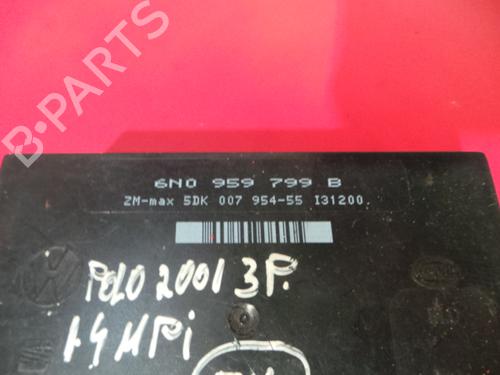 B-PARTS
6N0 959 799 B
ZM-max 5DK 007 954-55 I31200
POLO 2001 3P.
1.4 MPi